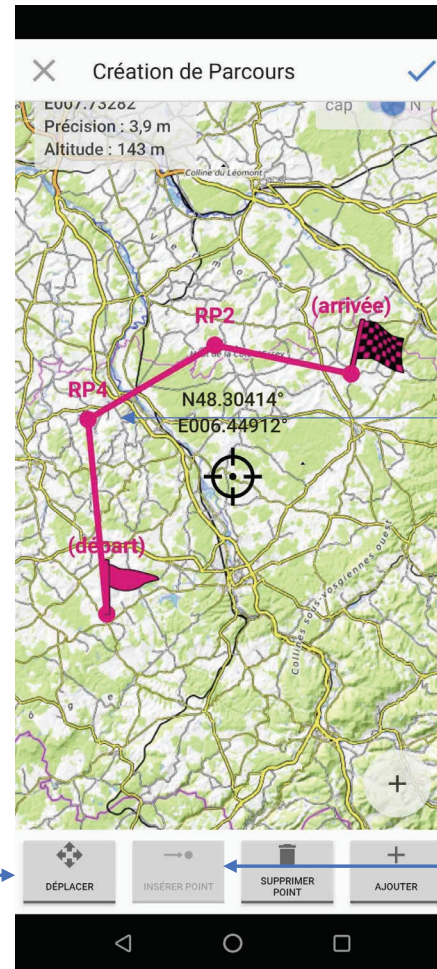 Création de Parcours
E007.73282
Précision : 3,9 m
Altitude : 143 m
cap N
Colline du Léomont
Vermois
RP2
(arrivée)
RP4
N48.30414°
E006.44912°
(départ)
Collines sous-vosgiennes ouest
+
DÉPLACER
INSÉRER POINT
SUPPRIMER
POINT
AJOUTER